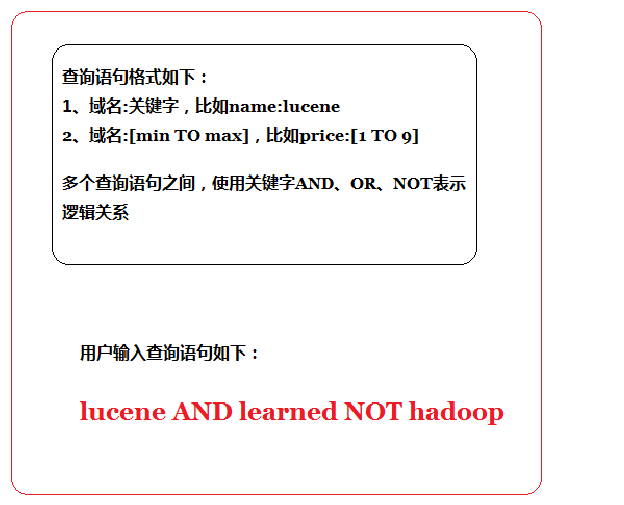 查询语句格式如下：
1、域名:关键字，比如name:lucene
2、域名:[min TO max]，比如price:[1 TO 9]
多个查询语句之间，使用关键字AND、OR、NOT表示
逻辑关系
用户输入查询语句如下：
lucene AND learned NOT hadoop